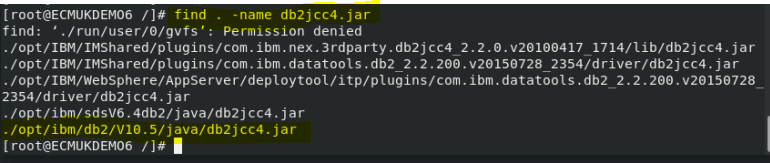 [root@ECMUKDEMO6 /]# find . -name db2jcc4.jar
find: ‘./run/user/0/gvfs’: Permission denied
./opt/IBM/IMShared/plugins/com.ibm.nex.3rdparty.db2jcc4_2.2.0.v20100417_1714/lib/db2jcc4.jar
./opt/IBM/IMShared/plugins/com.ibm.datatools.db2_2.2.200.v20150728_2354/driver/db2jcc4.jar
./opt/IBM/WebSphere/AppServer/deploytool/itp/plugins/com.ibm.datatools.db2_2.2.200.v20150728_
2354/driver/db2jcc4.jar
./opt/ibm/sdsV6.4db2/java/db2jcc4.jar
./opt/ibm/db2/V10.5/java/db2jcc4.jar
[root@ECMUKDEMO6 /]#